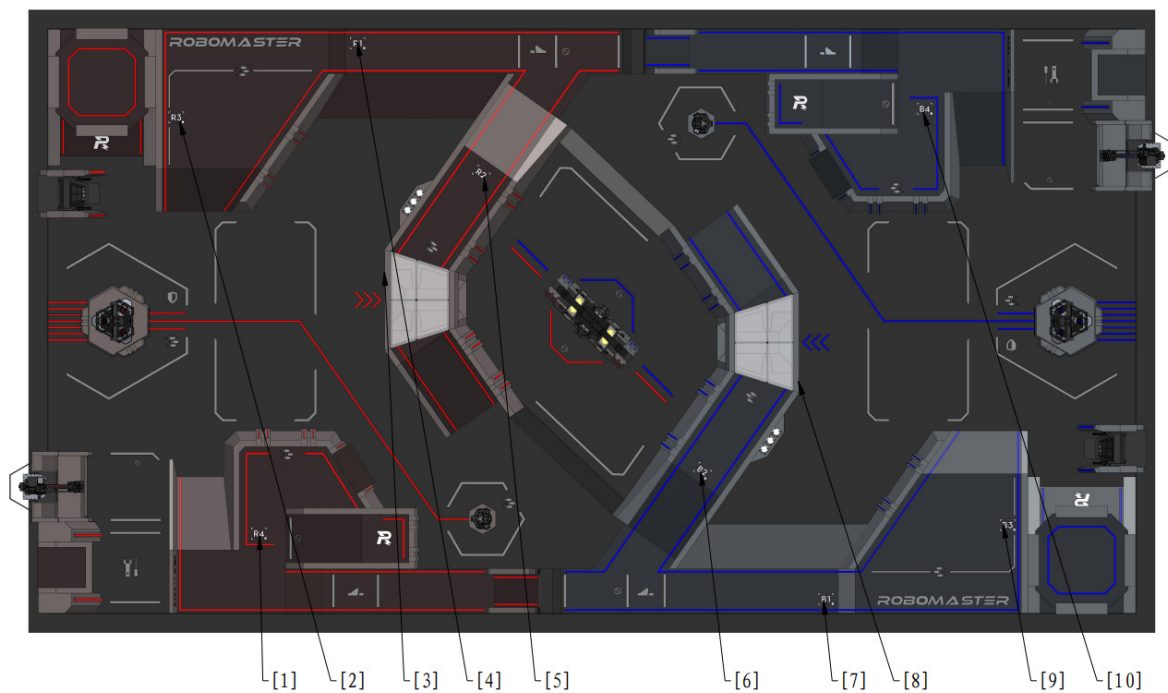 ROBOMASTER
R1
R3
B4
R2
B2
R4
B3
R1
ROBOMASTER
[1] [2] [3] [4] [5] [6] [7] [8] [9] [10]